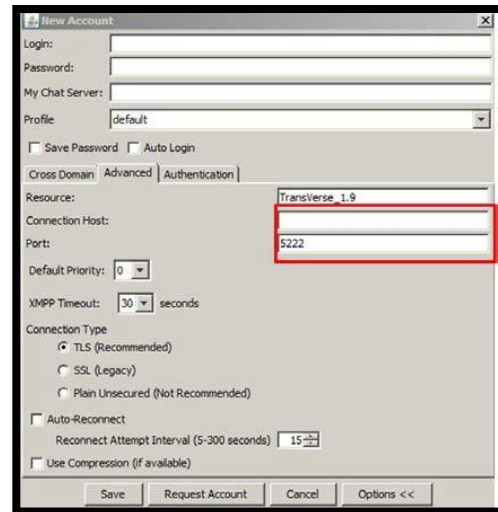 New Account
Login:
Password:
My Chat Server:
Profile default
Save Password Auto Login
Cross Domain Advanced Authentication
Resource: TransVerse_1.9
Connection Host:
Port: 5222
Default Priority: 0
XMPP Timeout: 30 seconds
Connection Type
TLS (Recommended)
SSL (Legacy)
Plain Unsecured (Not Recommended)
Auto-Reconnect
Reconnect Attempt Interval (5-300 seconds) 15
Use Compression (if available)
Save Request Account Cancel Options <<